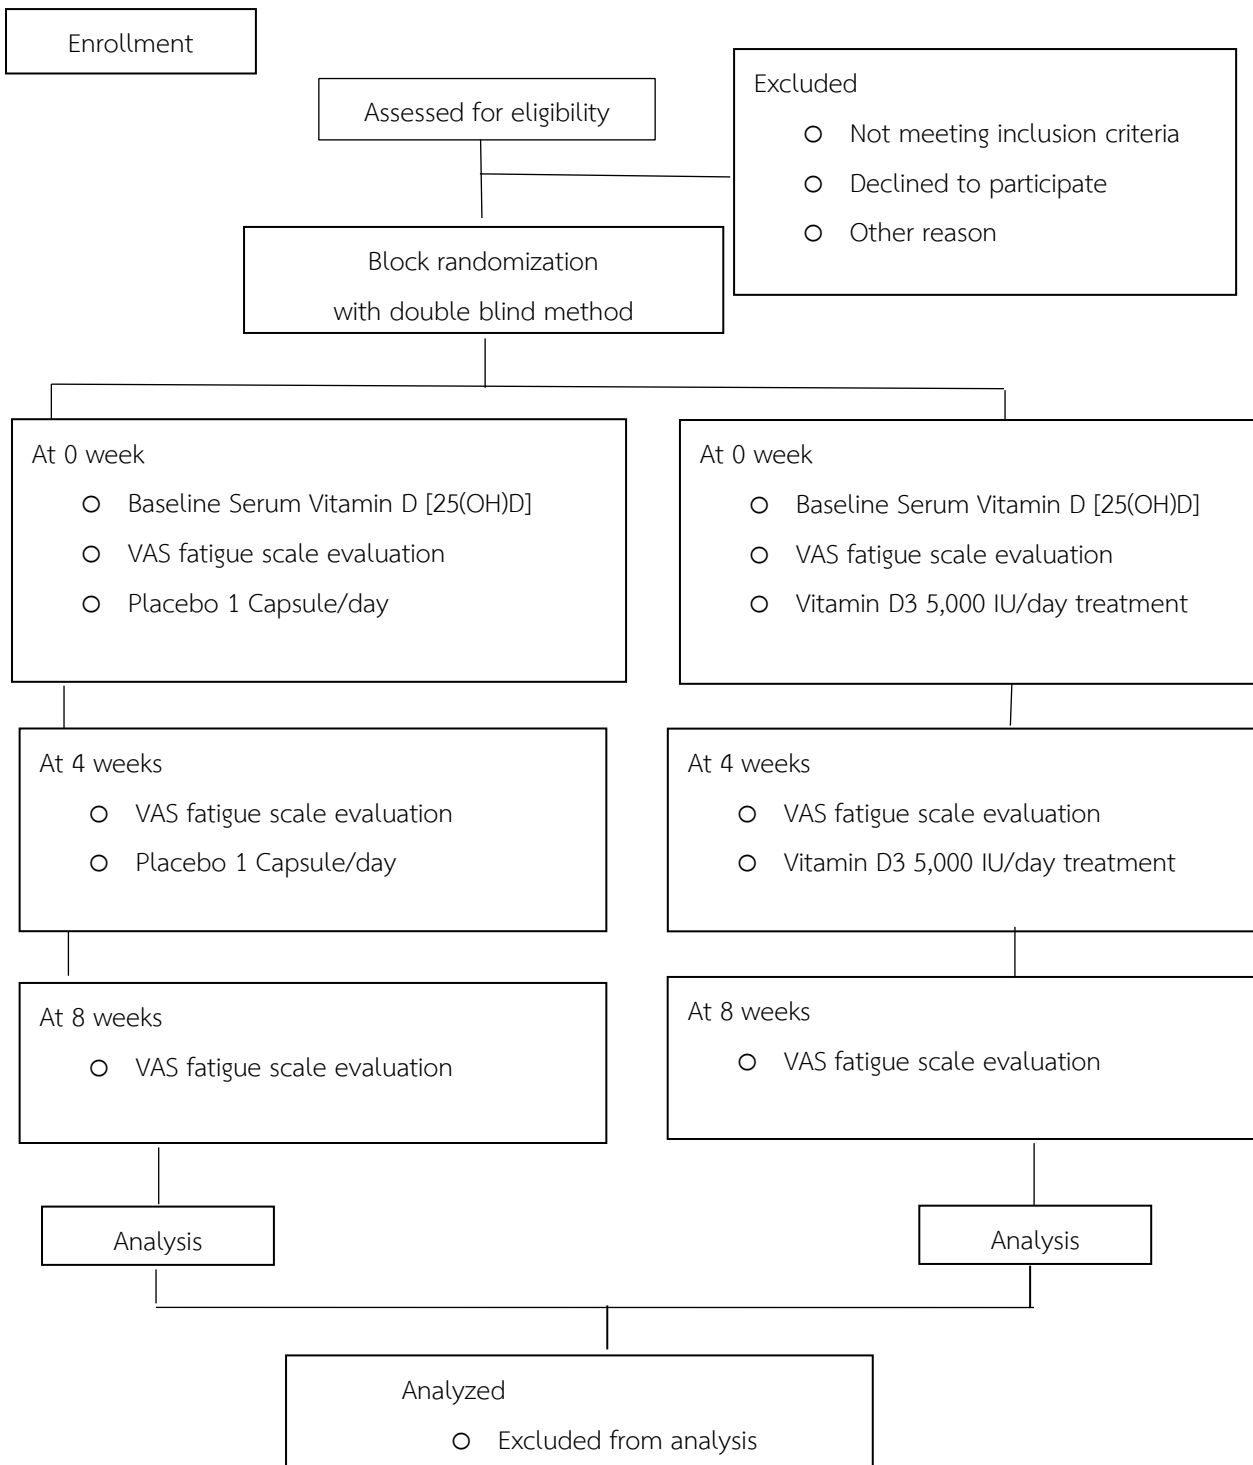 Enrollment
Assessed for eligibility
Excluded
○ Not meeting inclusion criteria
○ Declined to participate
○ Other reason
Block randomization
with double blind method
At 0 week
○ Baseline Serum Vitamin D [25(OH)D]
○ VAS fatigue scale evaluation
○ Placebo 1 Capsule/day
At 0 week
○ Baseline Serum Vitamin D [25(OH)D]
○ VAS fatigue scale evaluation
○ Vitamin D3 5,000 IU/day treatment
At 4 weeks
○ VAS fatigue scale evaluation
○ Placebo 1 Capsule/day
At 4 weeks
○ VAS fatigue scale evaluation
○ Vitamin D3 5,000 IU/day treatment
At 8 weeks
○ VAS fatigue scale evaluation
At 8 weeks
○ VAS fatigue scale evaluation
Analysis
Analysis
Analyzed
○ Excluded from analysis